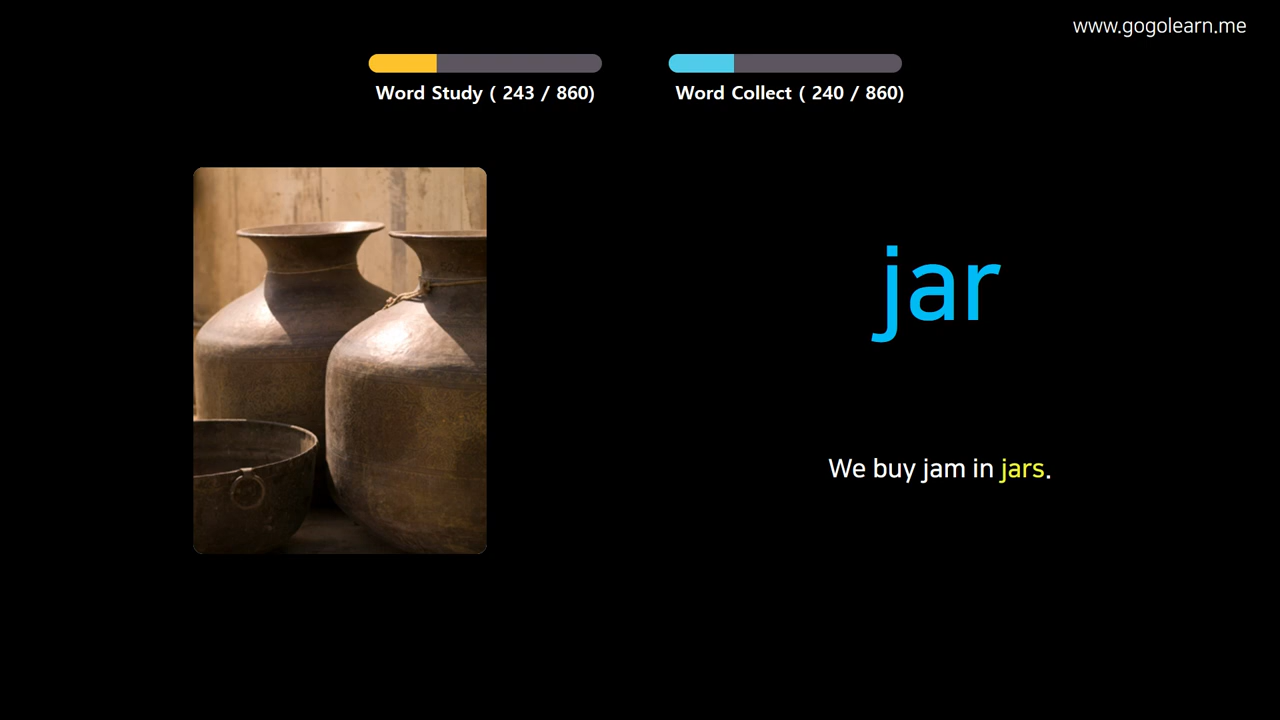 www.gogolearn.me
Word Study ( 243 / 860)
Word Collect ( 240 / 860)
jar
We buy jam in jars.